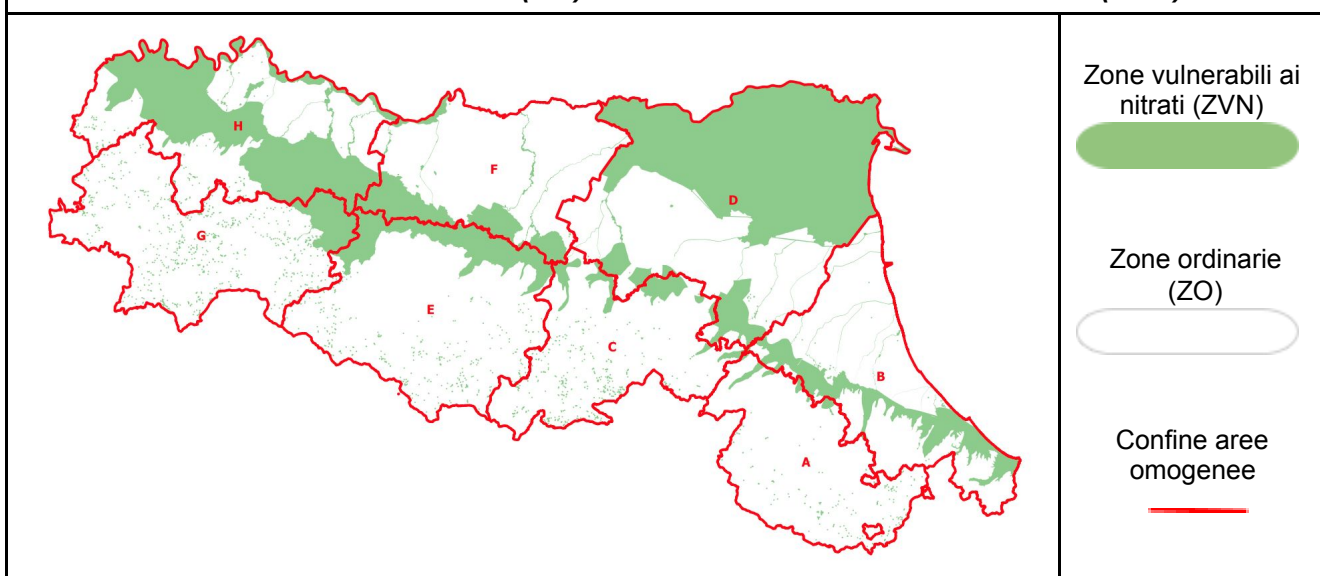 Zone vulnerabili ai
nitrati (ZVN)
Zone ordinarie
(ZO)
Confine aree
omogenee
H
F
D
G
E
C
B
A